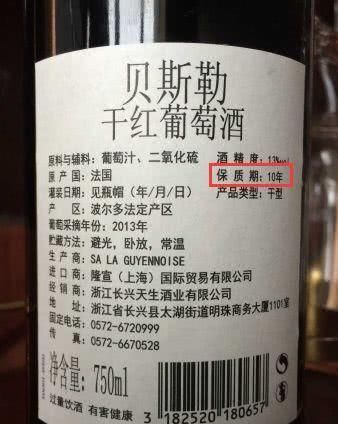 贝斯勒
干红葡萄酒
原料与辅料：葡萄汁、二氧化硫 酒 精 度：13%vol
原 产 国：法国 保 质 期：10年
灌装日期：见瓶帽（年/月/日） 产品类型：干型
产 区：波尔多法定产区
葡萄采摘年份：2013年
贮藏方法：避光，卧放，常温
生 产 商：SA LA GUYENNOISE
进 口 商：隆宣（上海）国际贸易有限公司
经 销 商：浙江长兴天生酒业有限公司
地 址：浙江省长兴县太湖街道明珠商务大厦1101室
固定电话：0572-6720999
传 真：0572-6670528
净含量：750ml
过量饮酒 有害健康
3 182520 180657